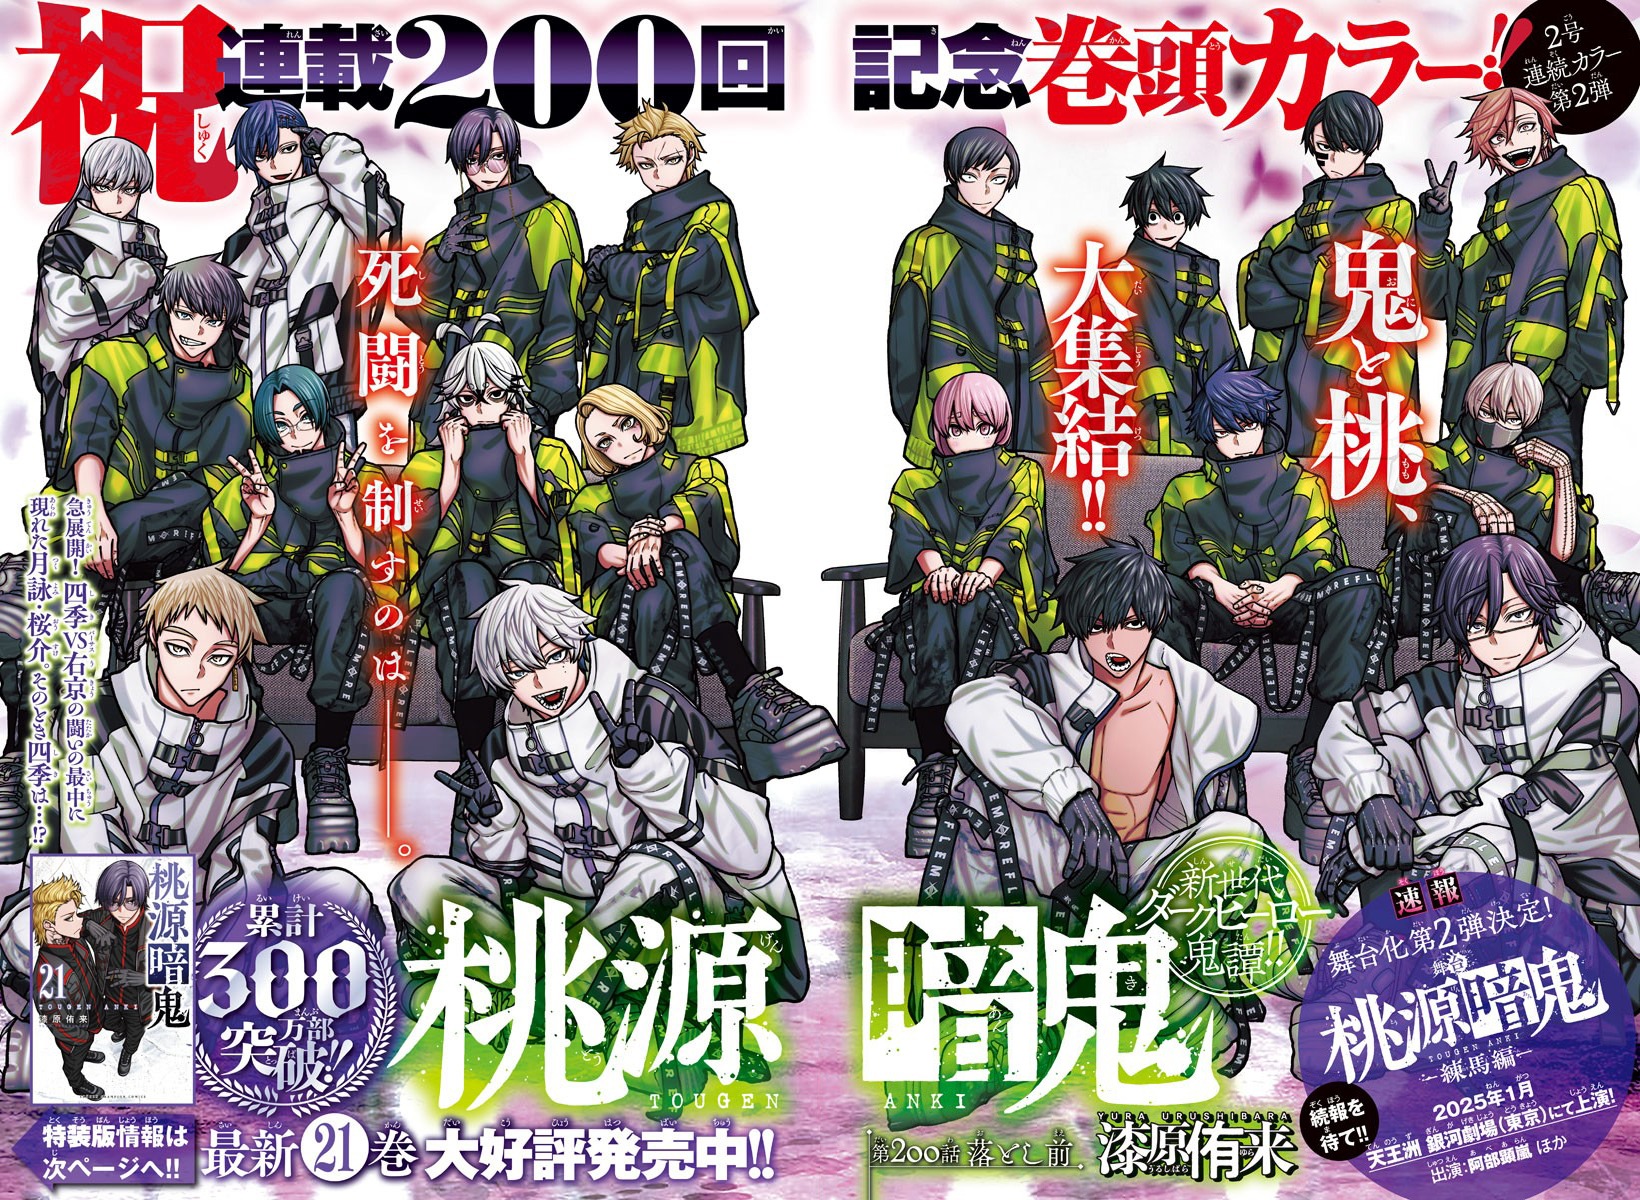 祝連載200回記念巻頭カラー!!
2号
連続カラー
第2弾
鬼と桃、
大集結!!
死闘を制すのは――。
急展開!四季VS右京の闘いの最中に
現れた月詠・桜介。そのとき四季は…!?
桃源暗鬼
21
TOUGEN ANKI
漆原侑来
累計
300
万部
突破!!
特装版情報は
次ページへ!!
最新21巻大好評発売中!!
桃源暗鬼
TOUGEN ANKI
新世代
ダークヒーロー
鬼譚!!
第200話 落とし前
YURA URUSHIBARA
漆原侑来
速報
舞台化第2弾決定!
舞台
桃源暗鬼
TOUGEN ANKI
―練馬編―
続報を
待て!!
2025年1月
天王洲 銀河劇場(東京)にて上演!
出演:阿部顕嵐 ほか